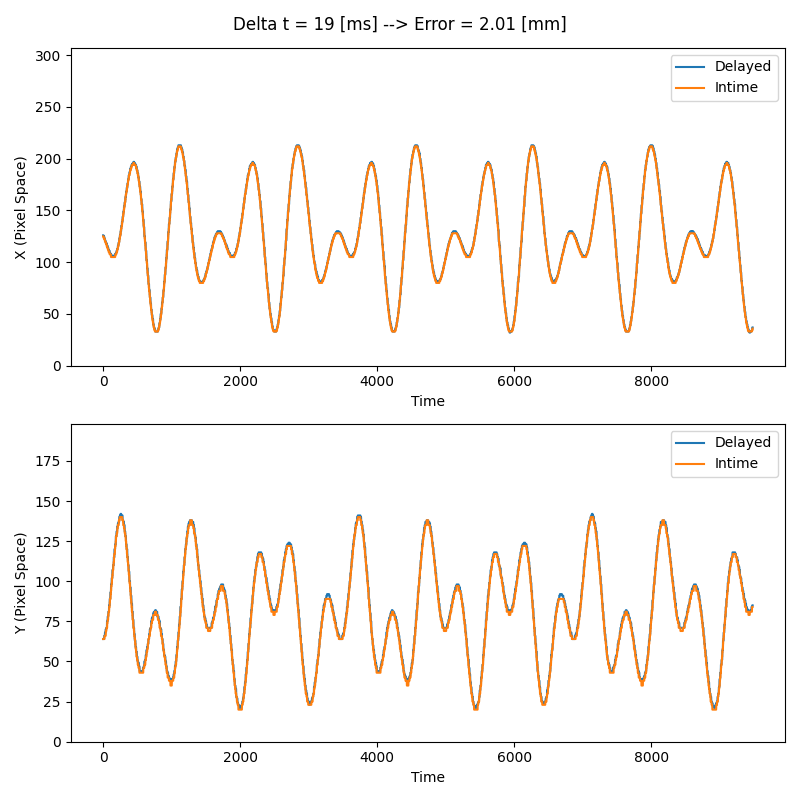 Delta t = 19 [ms] --> Error = 2.01 [mm]
300
250
200
150
100
50
0
X (Pixel Space)
Delayed
Intime
0 2000 4000 6000 8000
Time
175
150
125
100
75
50
25
0
Y (Pixel Space)
Delayed
Intime
0 2000 4000 6000 8000
Time